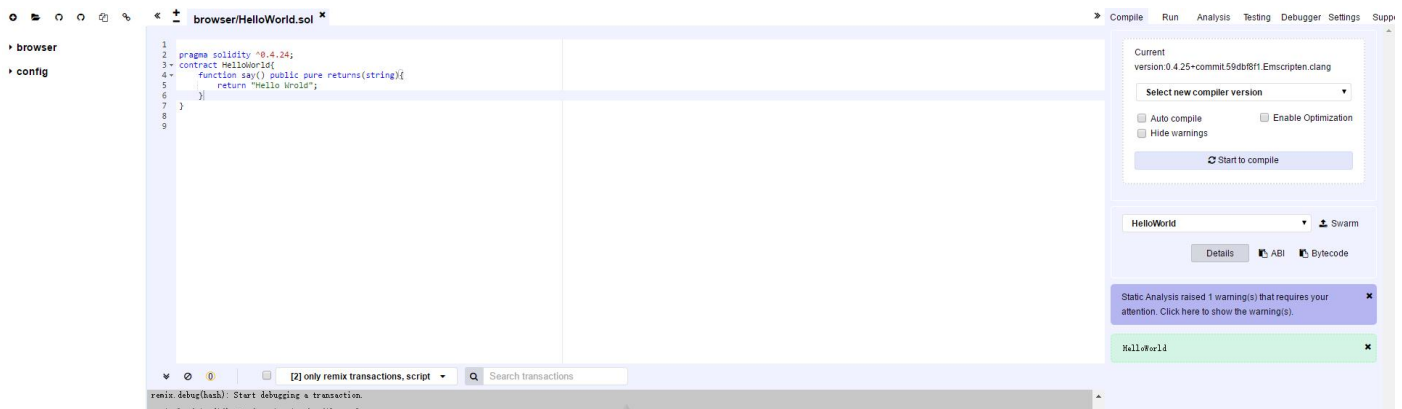 browser/HelloWorld.sol
Compile Run Analysis Testing Debugger Settings Suppo
browser
config
1
2 pragma solidity ^0.4.24;
3 contract HelloWorld{
4 function say() public pure returns(string){
5 return "Hello Wrold";
6 }
7 }
8
9
Current
version:0.4.25+commit.59dbf8f1.Emscripten.clang
Select new compiler version
Auto compile Enable Optimization
Hide warnings
Start to compile
HelloWorld Swarm
Details ABI Bytecode
Static Analysis raised 1 warning(s) that requires your
attention. Click here to show the warning(s).
HelloWorld
0 [2] only remix transactions, script Search transactions
remix.debug(hash): Start debugging a transaction.